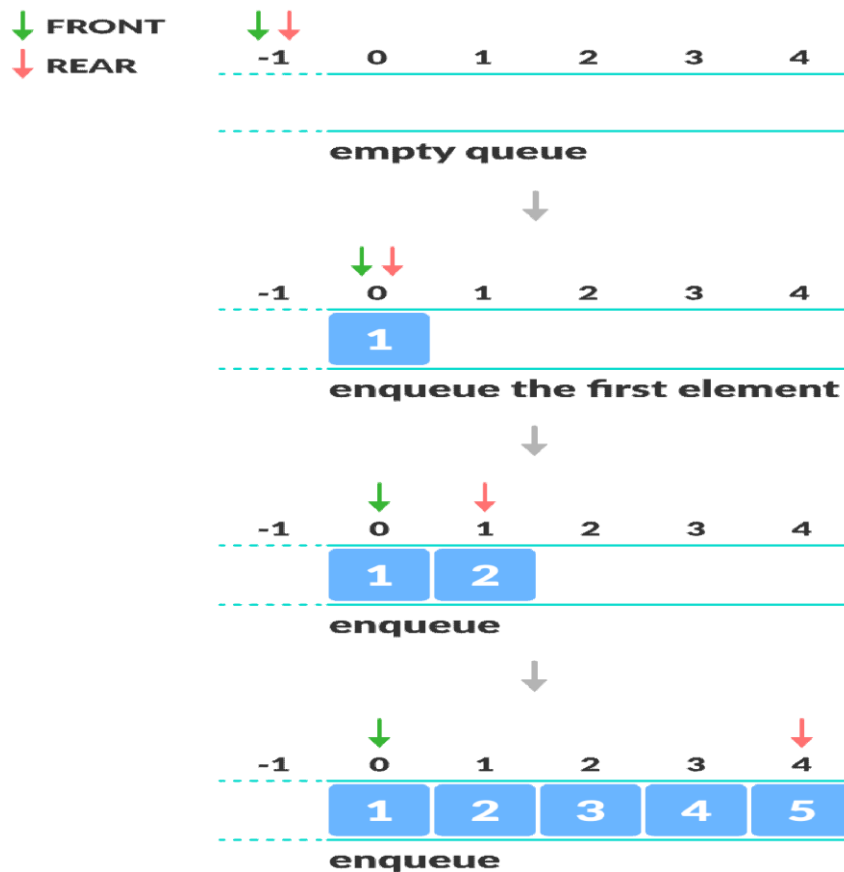 FRONT
REAR
-1 0 1 2 3 4
empty queue
-1 0 1 2 3 4
1
enqueue the first element
-1 0 1 2 3 4
1 2
enqueue
-1 0 1 2 3 4
1 2 3 4 5
enqueue